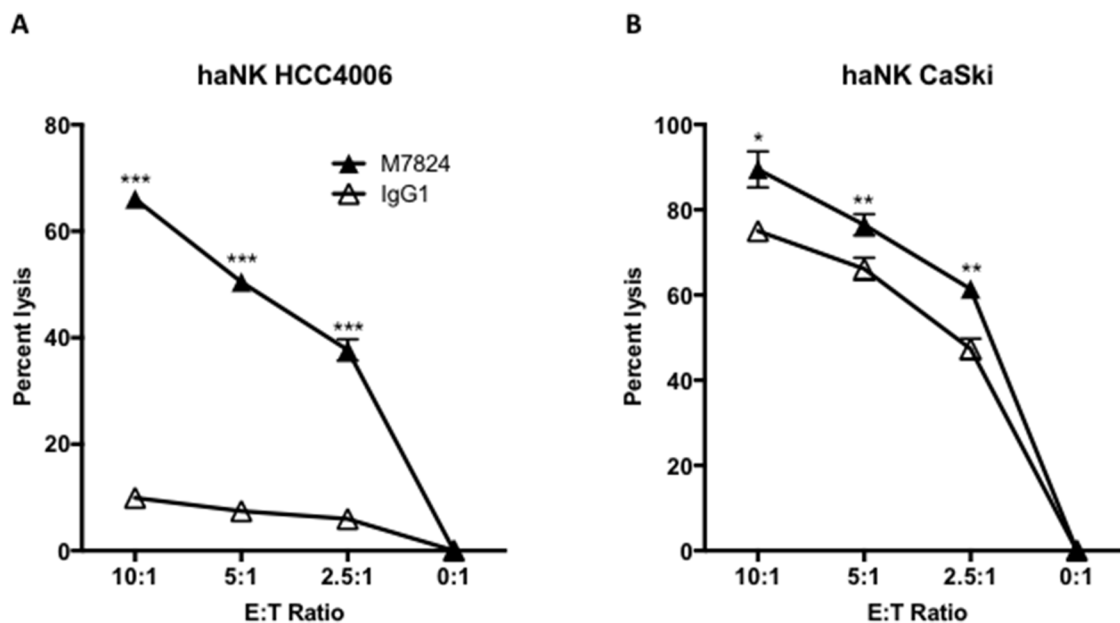 A
haNK HCC4006
80
60
40
20
0
Percent lysis
***
***
***
M7824
IgG1
10:1
5:1
2.5:1
0:1
E:T Ratio
B
haNK CaSki
100
80
60
40
20
0
Percent lysis
*
**
**
10:1
5:1
2.5:1
0:1
E:T Ratio